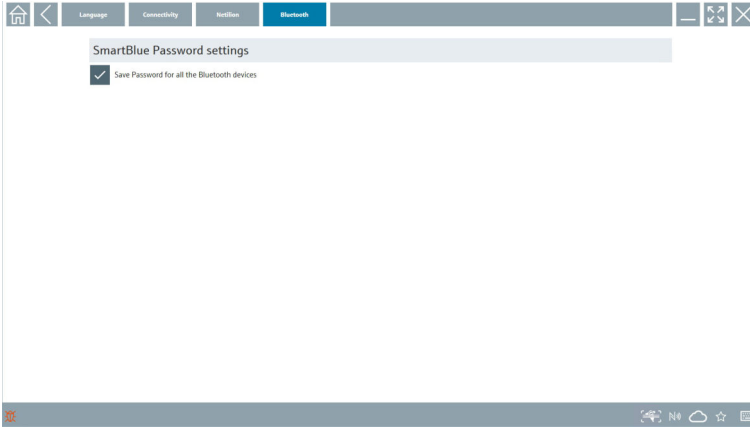 Language Connectivity Netilion Bluetooth
SmartBlue Password settings
Save Password for all the Bluetooth devices